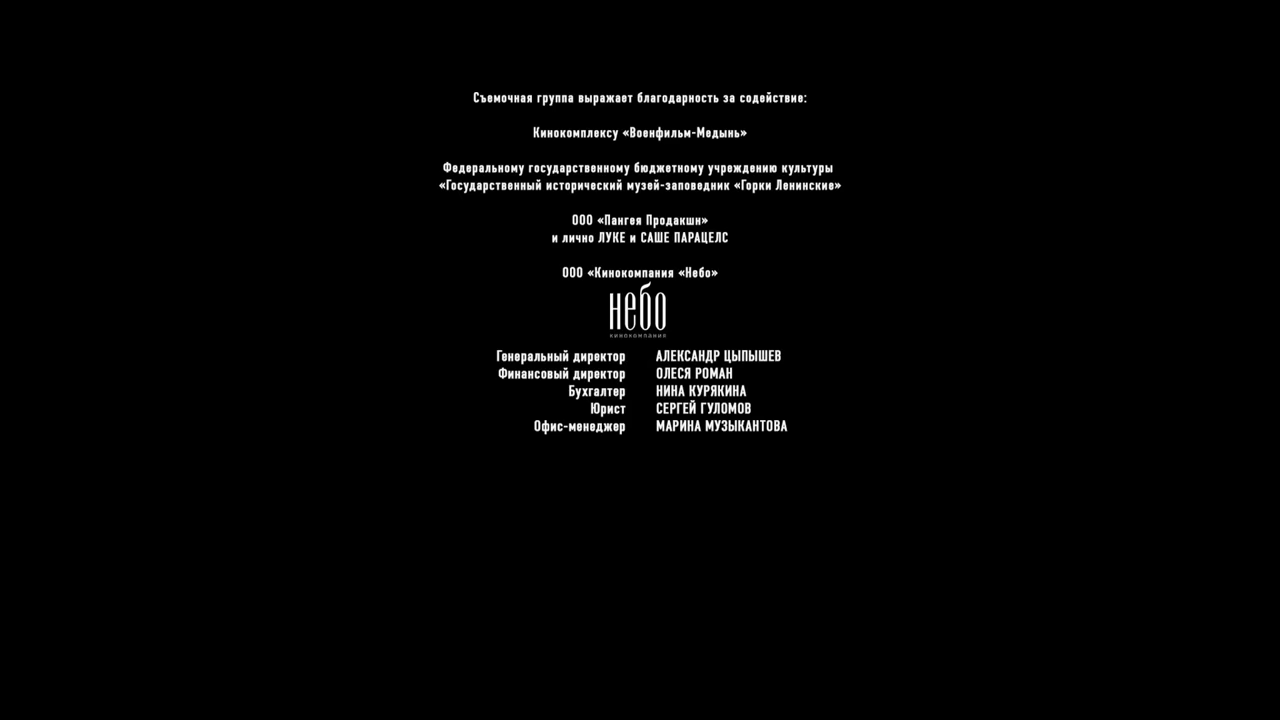 Съемочная группа выражает благодарность за содействие:
Кинокомплексу «Военфильм-Медынь»
Федеральному государственному бюджетному учреждению культуры
«Государственный исторический музей-заповедник «Горки Ленинские»
ООО «Пангея Продакшн»
и лично ЛУКЕ и САШЕ ПАРАЦЕЛС
ООО «Кинокомпания «Небо»
небо
кинокомпания
Генеральный директор АЛЕКСАНДР ЦЫПЫШЕВ
Финансовый директор ОЛЕСЯ РОМАН
Бухгалтер НИНА КУРЯКИНА
Юрист СЕРГЕЙ ГУЛОМОВ
Офис-менеджер МАРИНА МУЗЫКАНТОВА